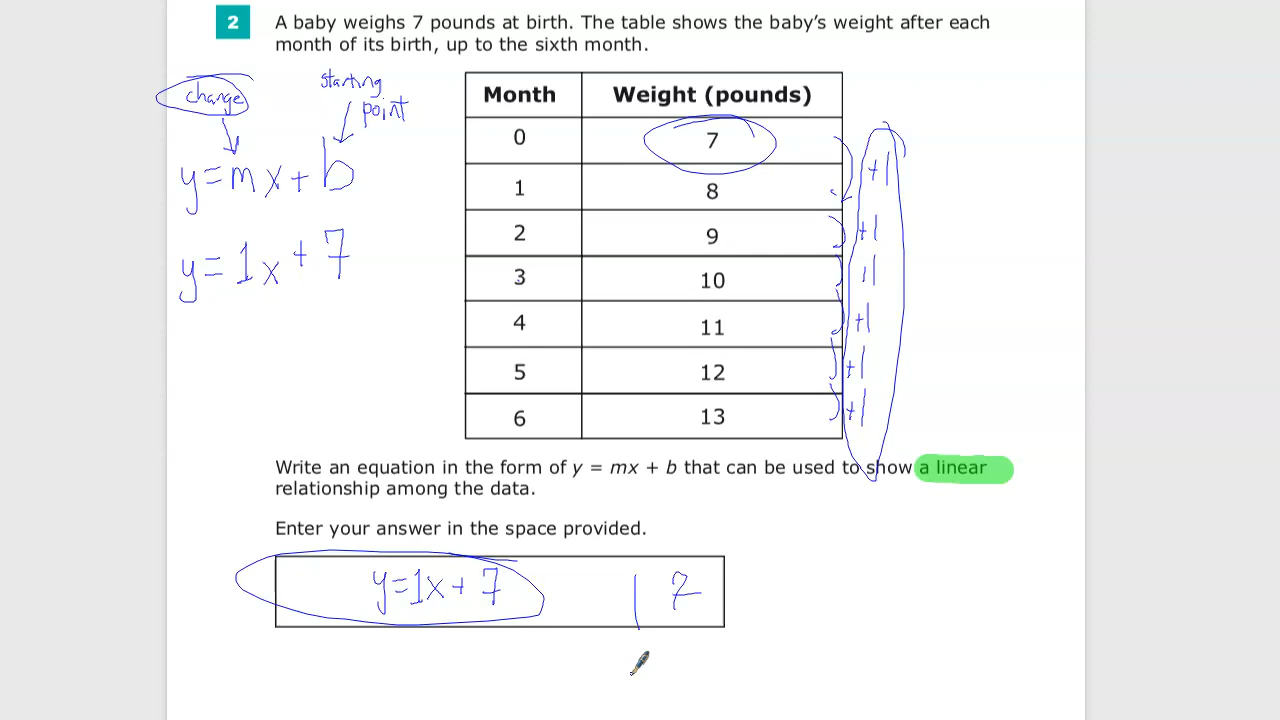 2 A baby weighs 7 pounds at birth. The table shows the baby's weight after each
month of its birth, up to the sixth month.
change
starting
point
y=mx+b
y=1x+7
Month Weight (pounds)
0 7
1 8
2 9
3 10
4 11
5 12
6 13
+1
+1
+1
+1
+1
Write an equation in the form of y = mx + b that can be used to show a linear
relationship among the data.
Enter your answer in the space provided.
y=1x+7
7